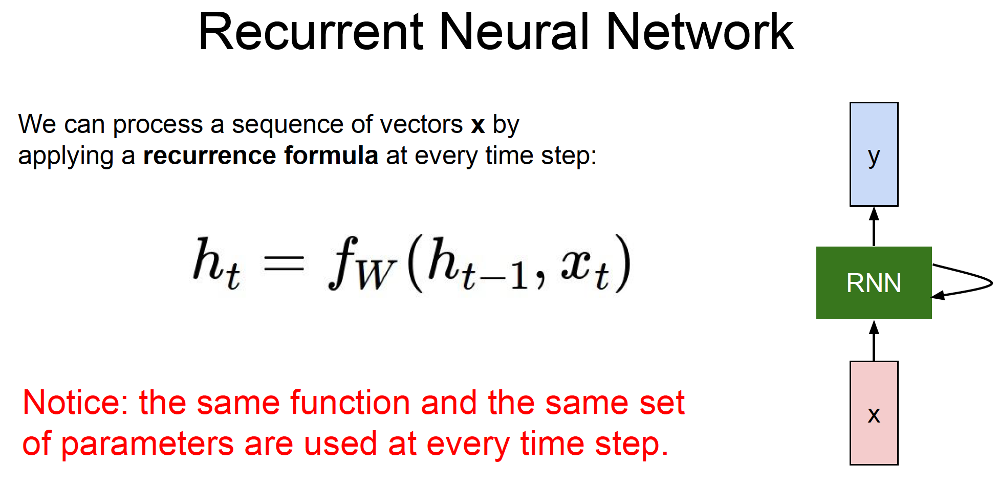 Recurrent Neural Network
We can process a sequence of vectors x by
applying a recurrence formula at every time step:
y
h_t = f_W(h_{t-1}, x_t)
RNN
Notice: the same function and the same set
of parameters are used at every time step.
x